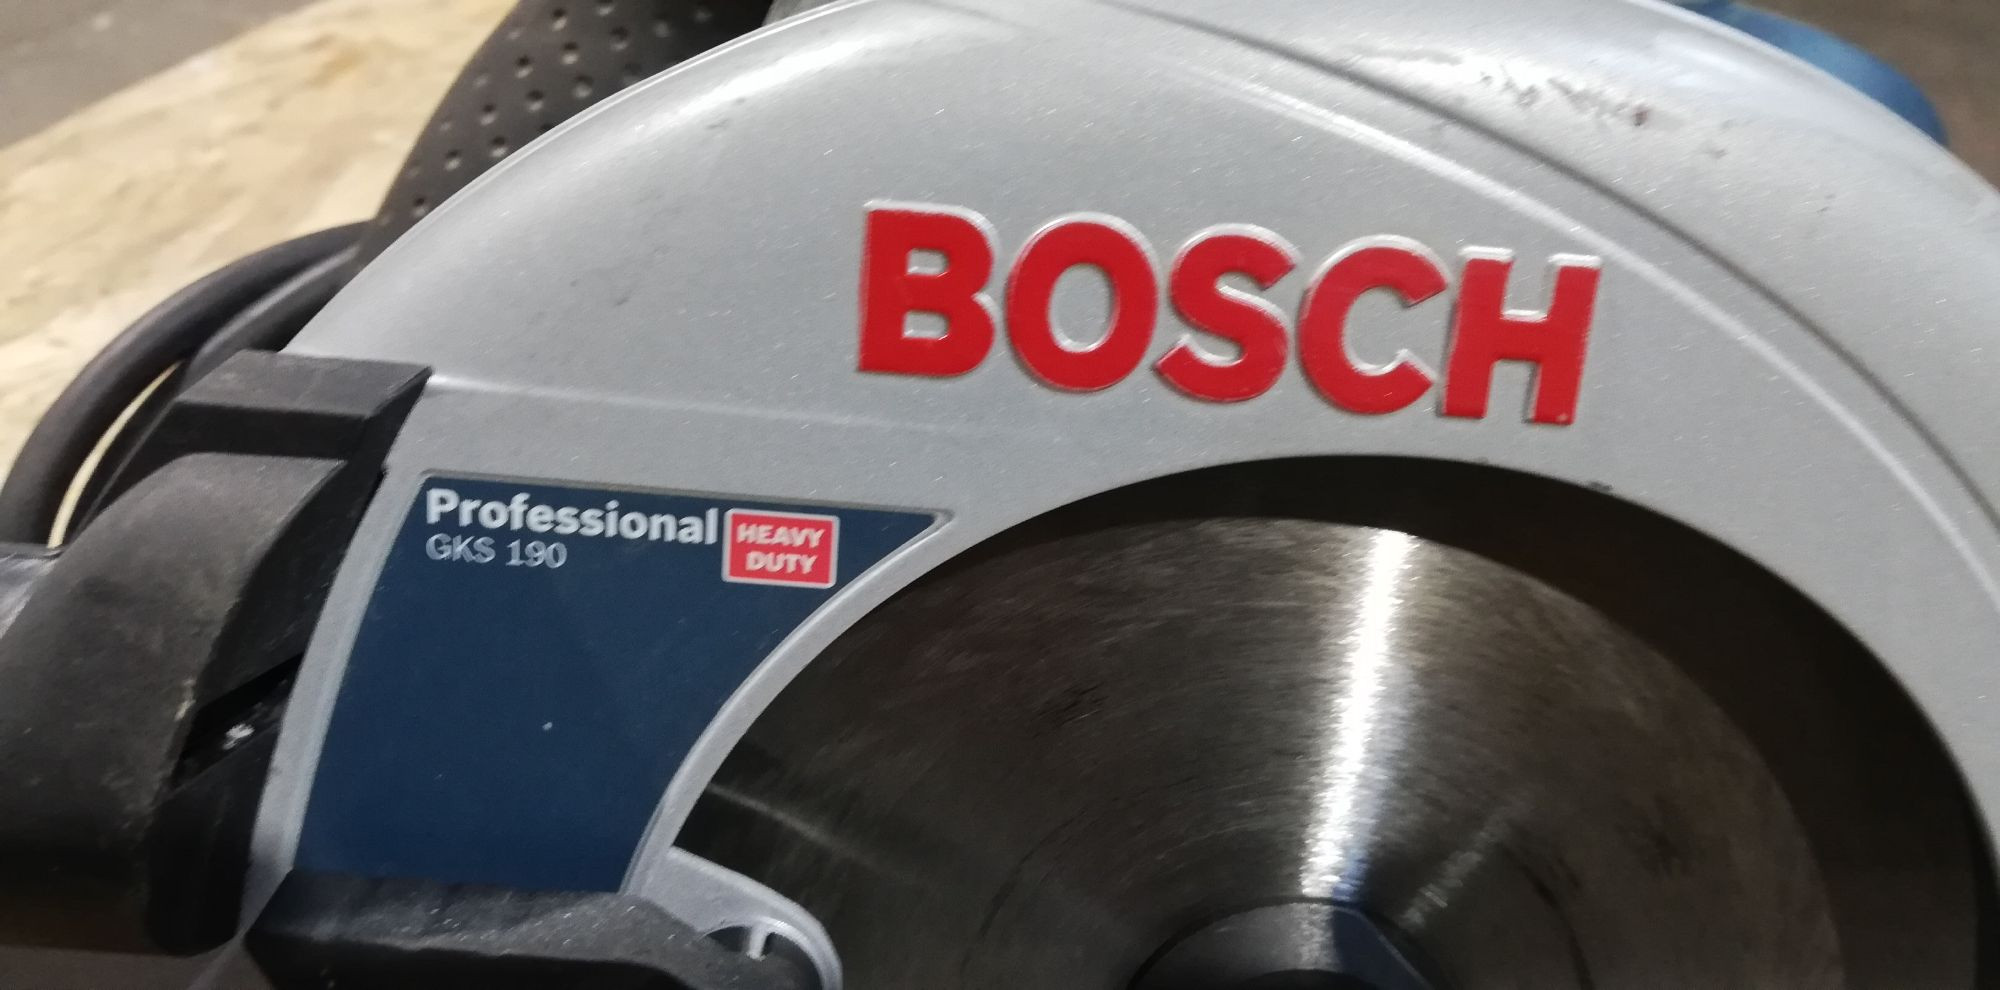 BOSCH
Professional
GKS 190
HEAVY
DUTY